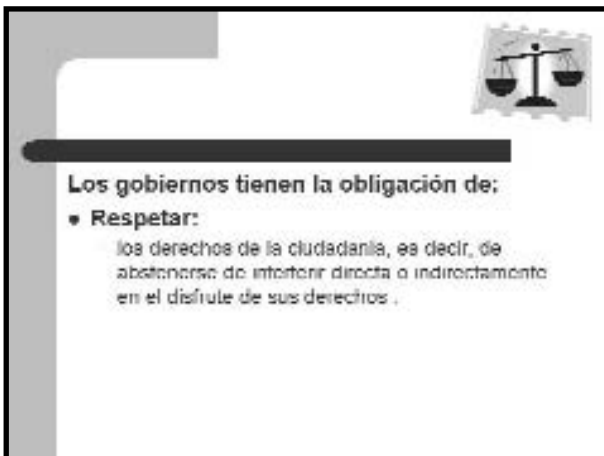 Los gobiernos tienen la obligación de:
• Respetar:
los derechos de la ciudadanía, es decir, de
abstenerse de interferir directa o indirectamente
en el disfrute de sus derechos .